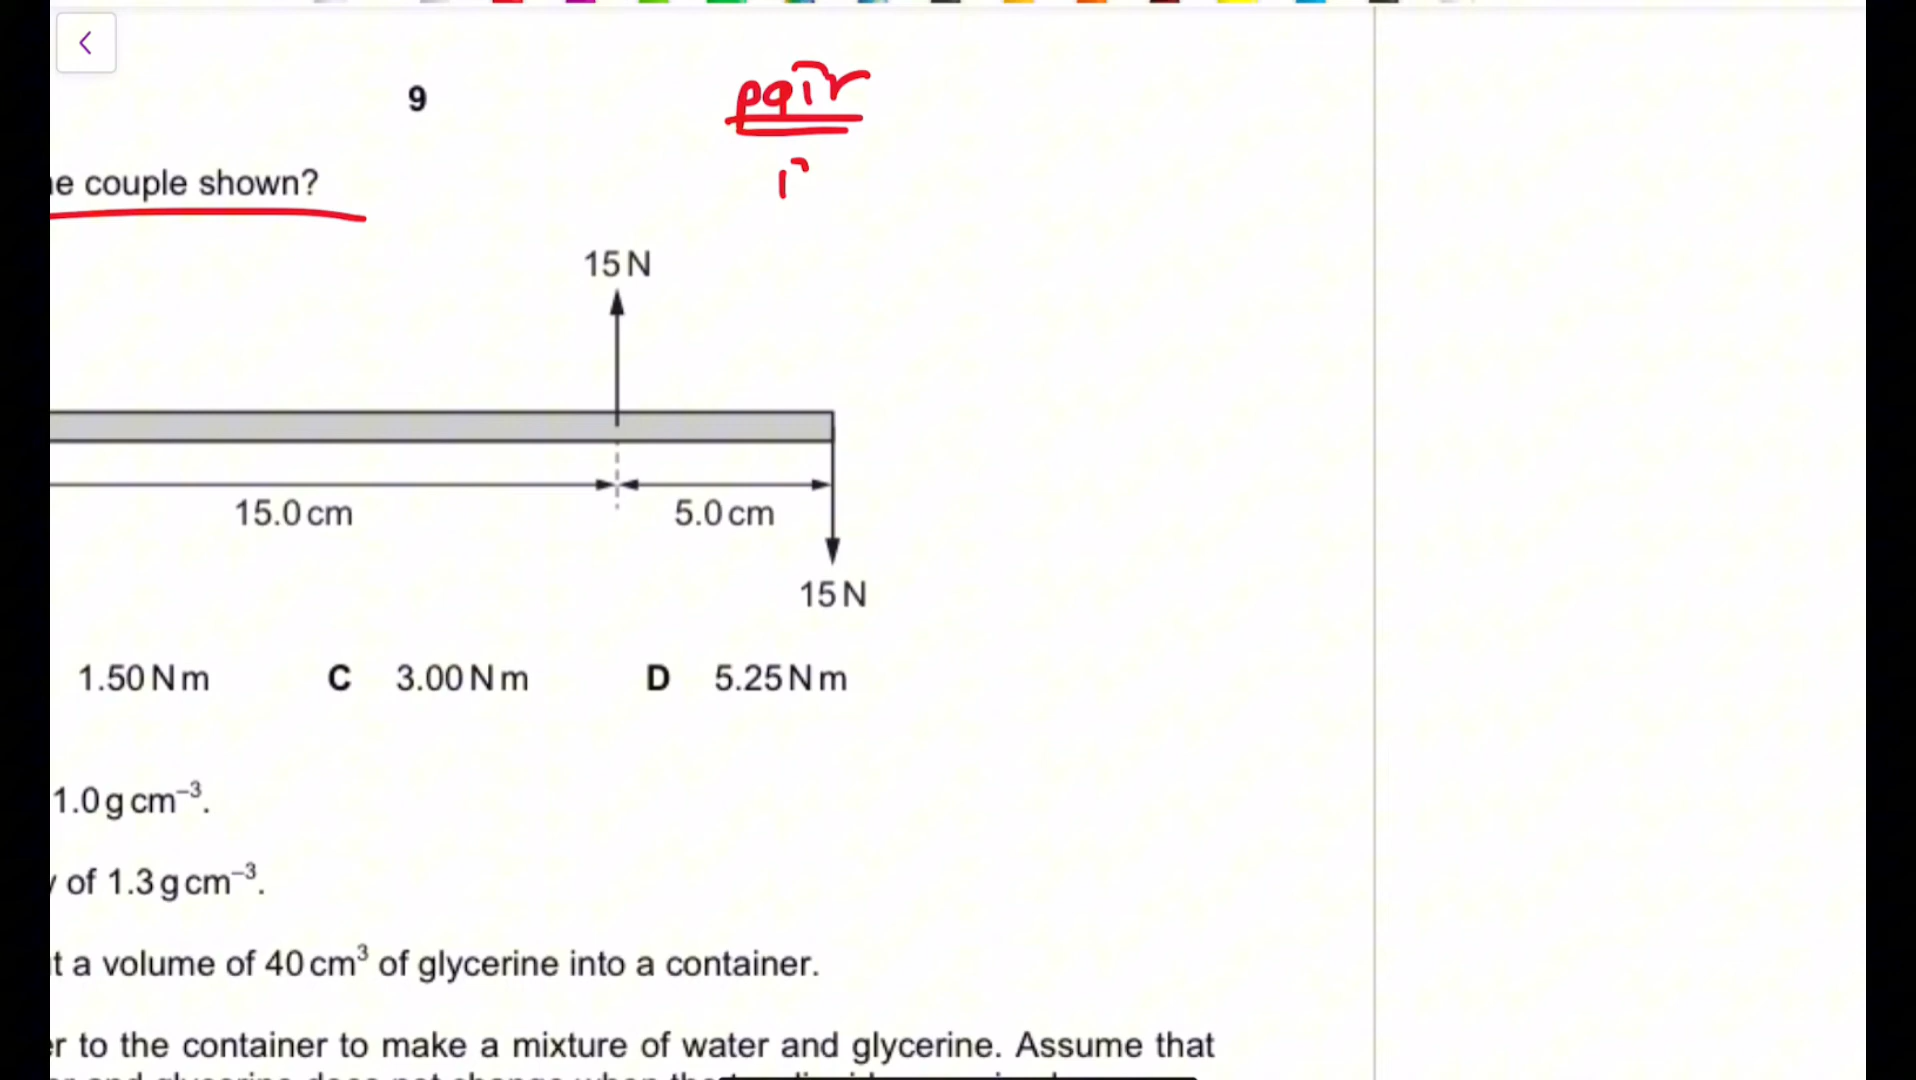 9
pair
e couple shown?
15 N
15.0 cm
5.0 cm
15 N
1.50 N m C 3.00 N m D 5.25 N m
1.0 g cm⁻³.
of 1.3 g cm⁻³.
t a volume of 40 cm³ of glycerine into a container.
r to the container to make a mixture of water and glycerine. Assume that